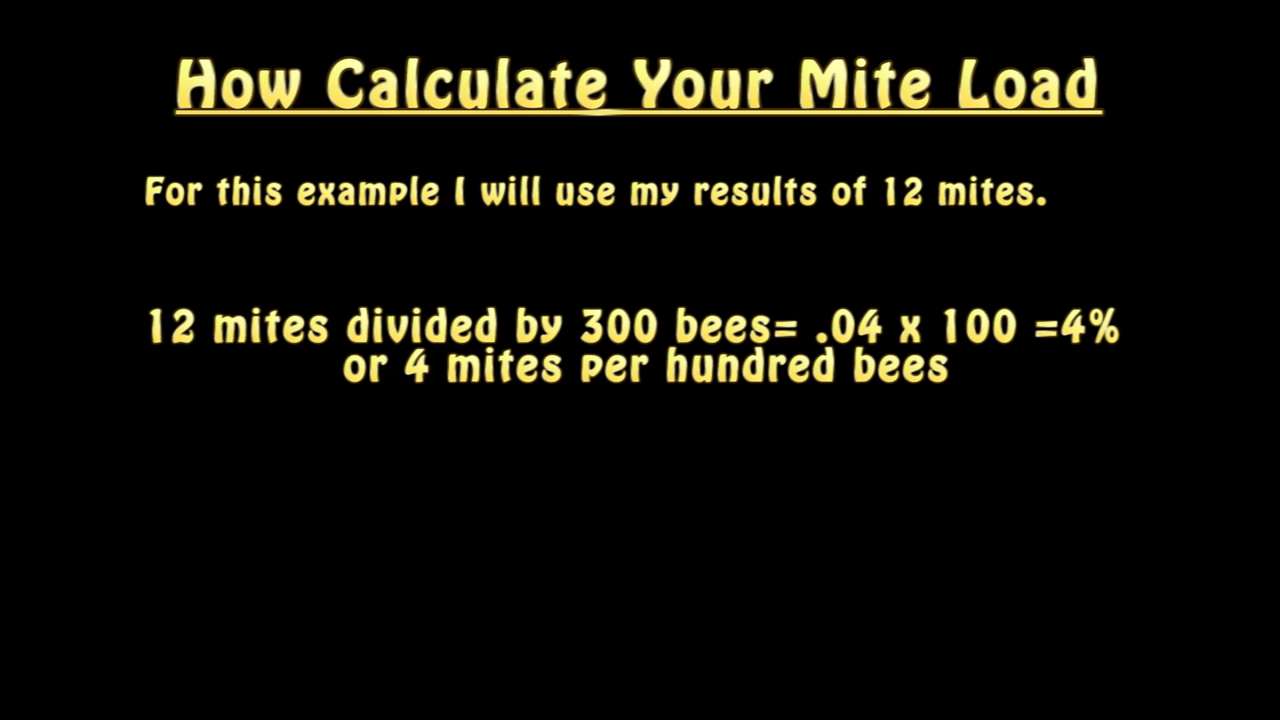 How Calculate Your Mite Load
For this example I will use my results of 12 mites.
12 mites divided by 300 bees= .04 x 100 =4%
or 4 mites per hundred bees